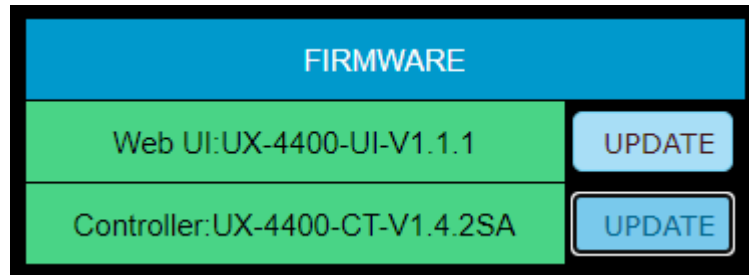 FIRMWARE
Web UI:UX-4400-UI-V1.1.1 UPDATE
Controller:UX-4400-CT-V1.4.2SA UPDATE